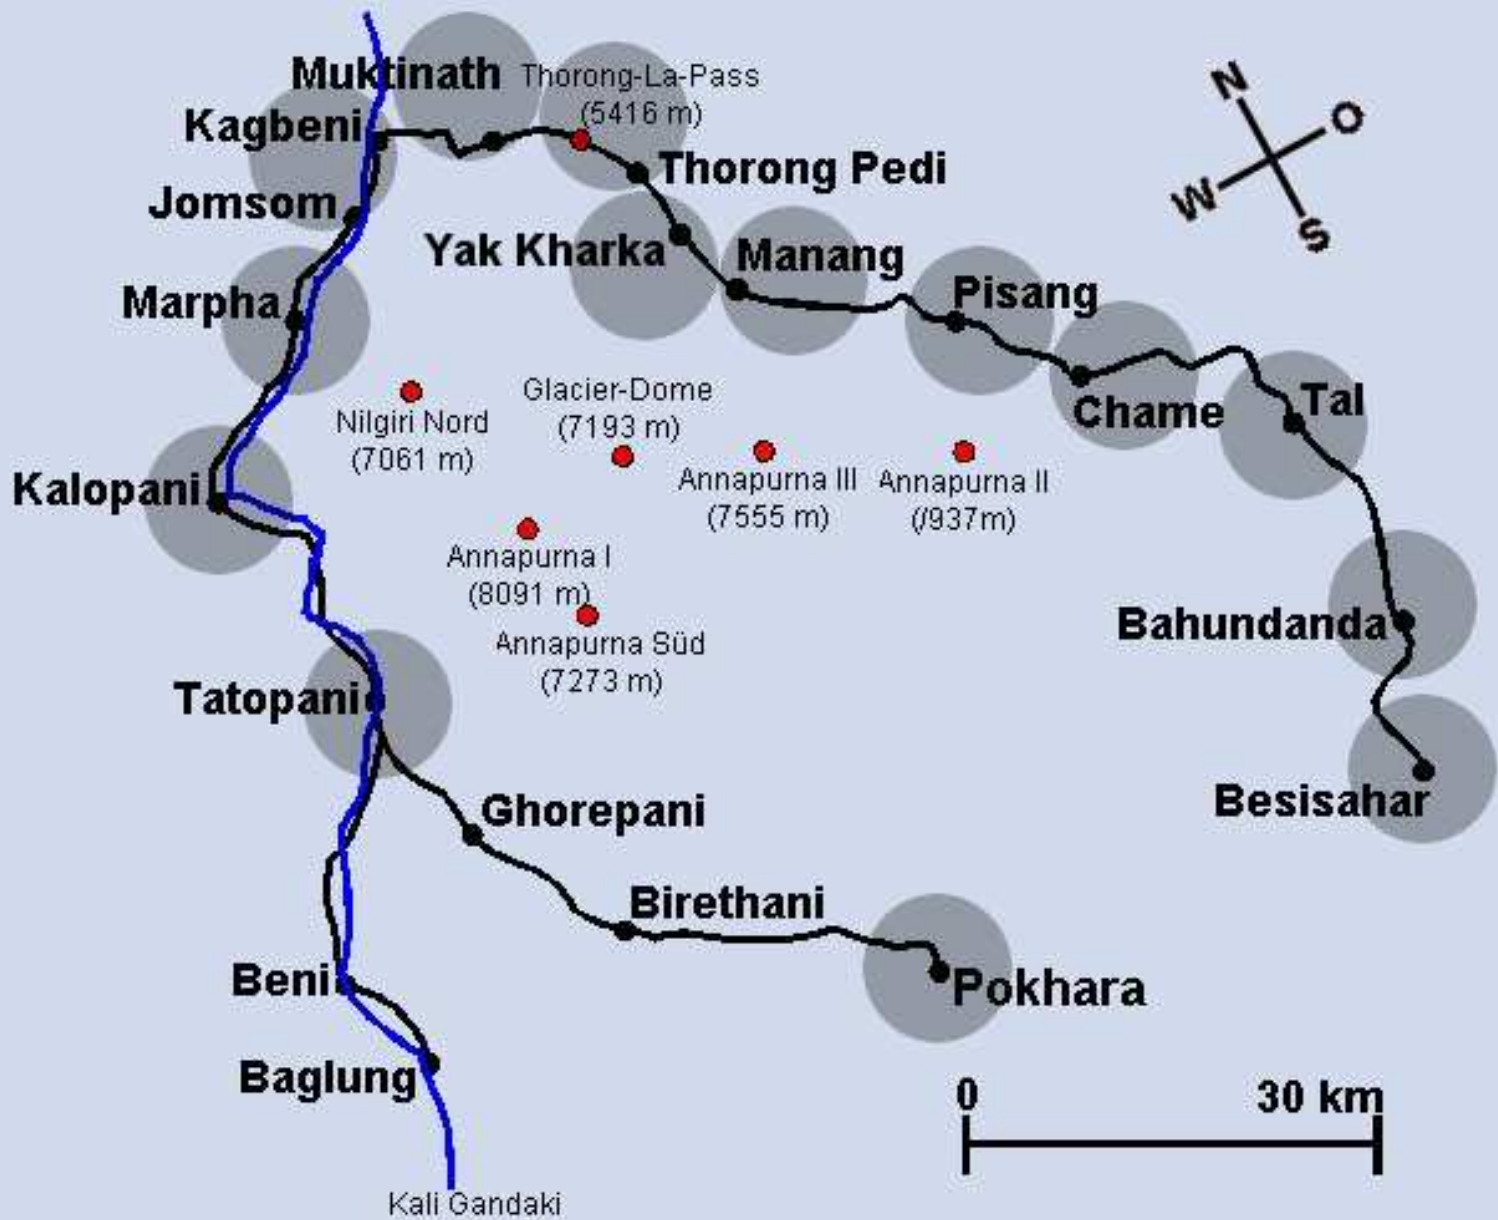 Muktinath
Thorong-La-Pass
(5416 m)
N
O
W
S
Kagbeni
Thorong Pedi
Jomsom
Yak Kharka
Manang
Marpha
Pisang
Nilgiri Nord
(7061 m)
Glacier-Dome
(7193 m)
Chame
Tal
Kalopani
Annapurna III
(7555 m)
Annapurna II
(/937m)
Annapurna I
(8091 m)
Annapurna Süd
(7273 m)
Bahundanda
Tatopani
Besisahar
Ghorepani
Birethani
Beni
Pokhara
Baglung
0
30 km
Kali Gandaki